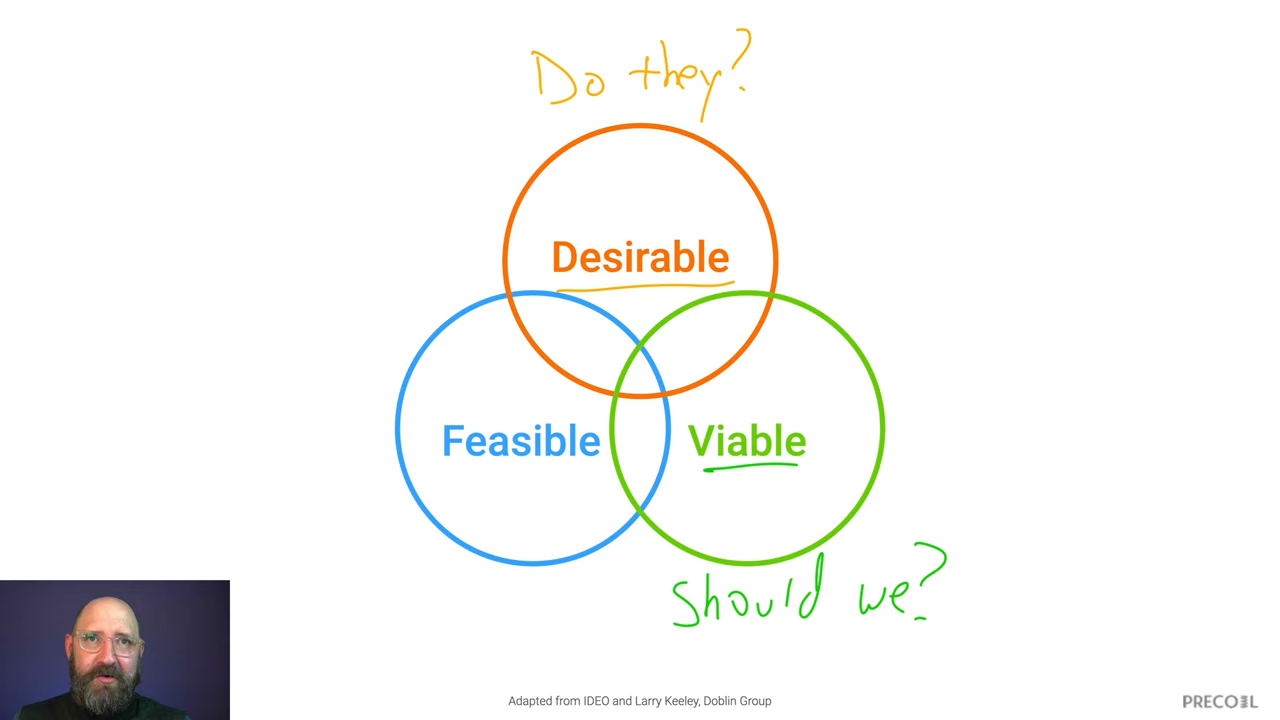 Do they?
Desirable
Feasible
Viable
Should we?
Adapted from IDEO and Larry Keeley, Doblin Group
PRECOIL